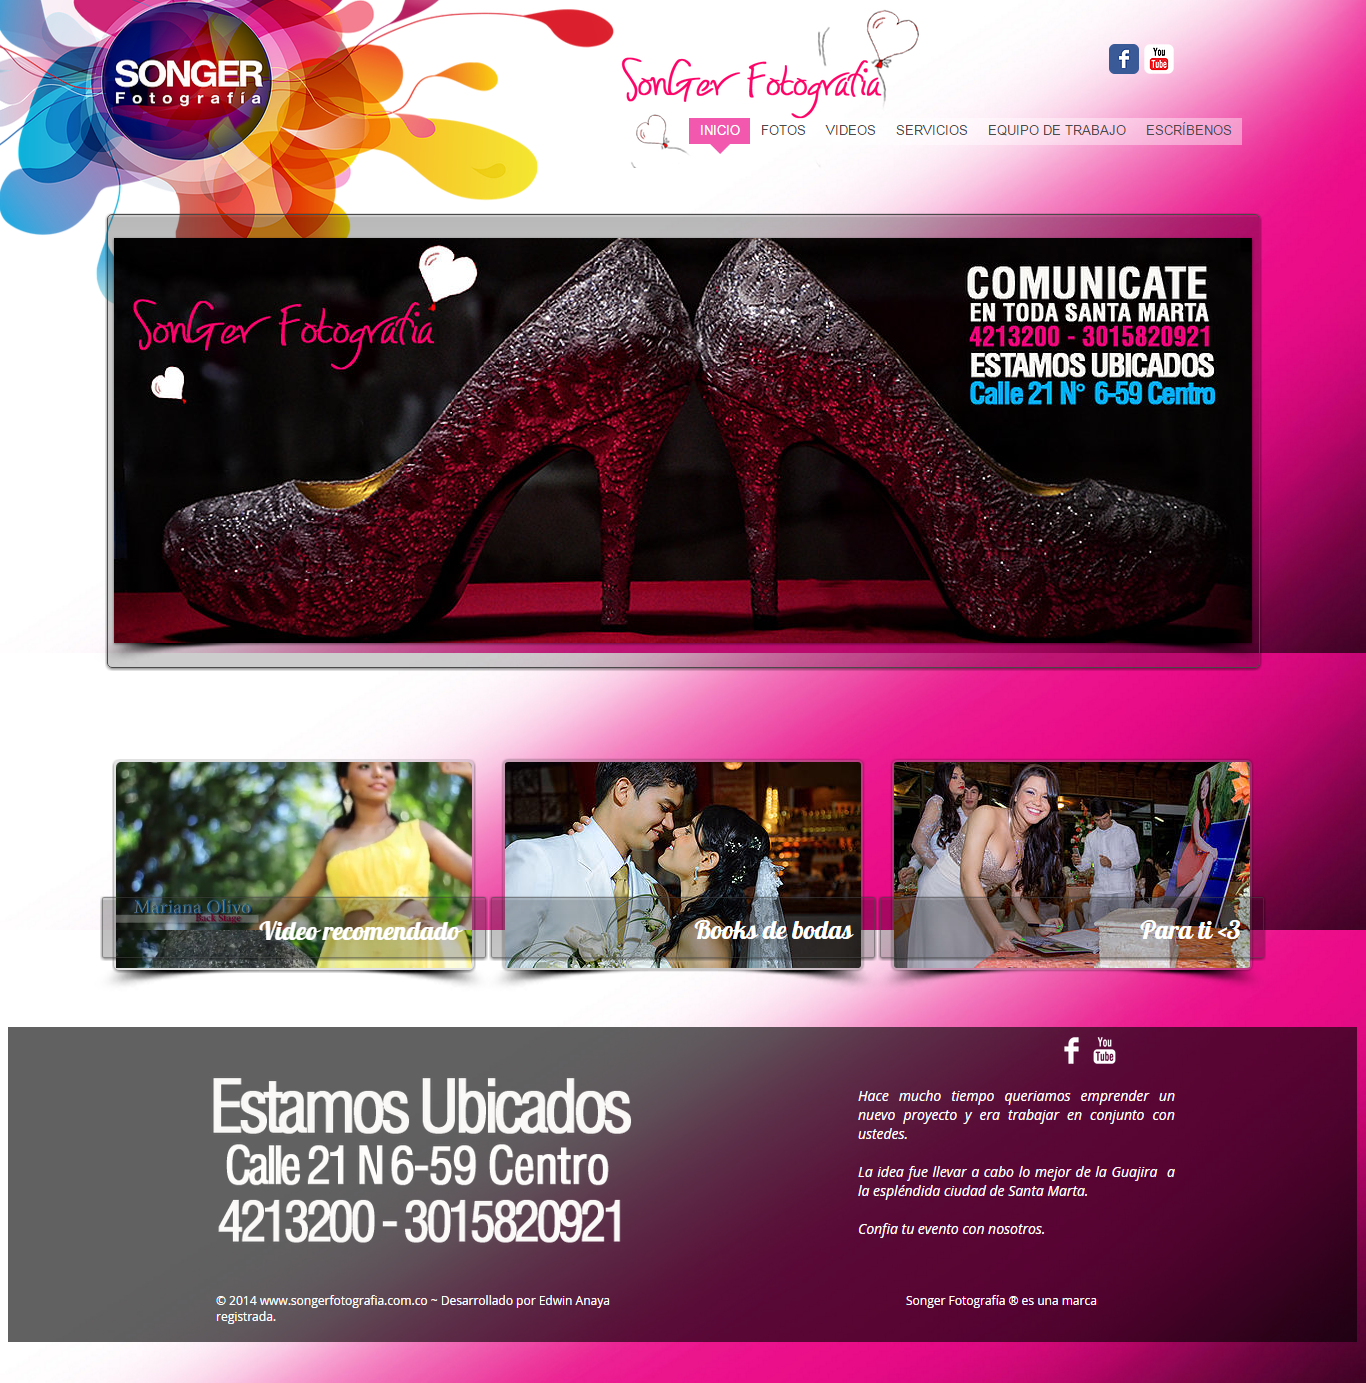 SONGER
Fotografía
SonGer Fotografia
You
Tube
INICIO
FOTOS
VIDEOS
SERVICIOS
EQUIPO DE TRABAJO
ESCRÍBENOS
SonGer Fotografia
COMUNICATE
EN TODA SANTA MARTA
4213200 - 3015820921
ESTAMOS UBICADOS
Calle 21 N° 6-59 Centro
Mariana Olivo
Back Stage
Video recomendado
Books de bodas
Para ti <3
You
Tube
Estamos Ubicados
Calle 21 N 6-59 Centro
4213200 - 3015820921
Hace mucho tiempo queriamos emprender un
nuevo proyecto y era trabajar en conjunto con
ustedes.
La idea fue llevar a cabo lo mejor de la Guajira a
la espléndida ciudad de Santa Marta.
Confia tu evento con nosotros.
© 2014 www.songerfotografia.com.co ~ Desarrollado por Edwin Anaya
Songer Fotografía ® es una marca
registrada.